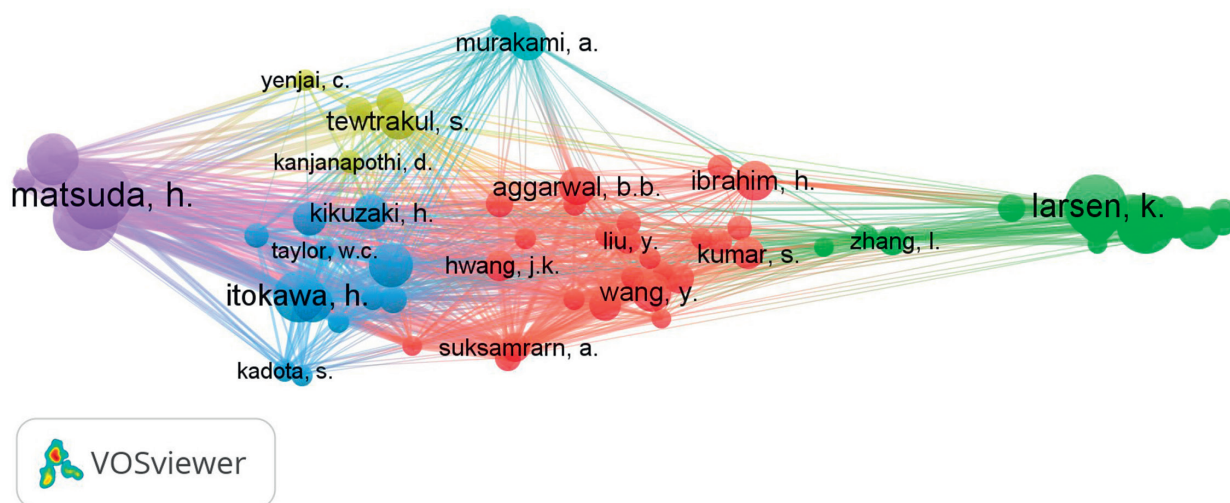 murakami, a.
yenjai, c.
tewtrakul, s.
kanjanapothi, d.
matsuda, h.
aggarwal, b.b.
ibrahim, h.
kikuzaki, h.
larsen, k.
taylor, w.c.
liu, y.
zhang, l.
hwang, j.k.
kumar, s.
itokawa, h.
wang, y.
suksamrarn, a.
kadota, s.
VOSviewer